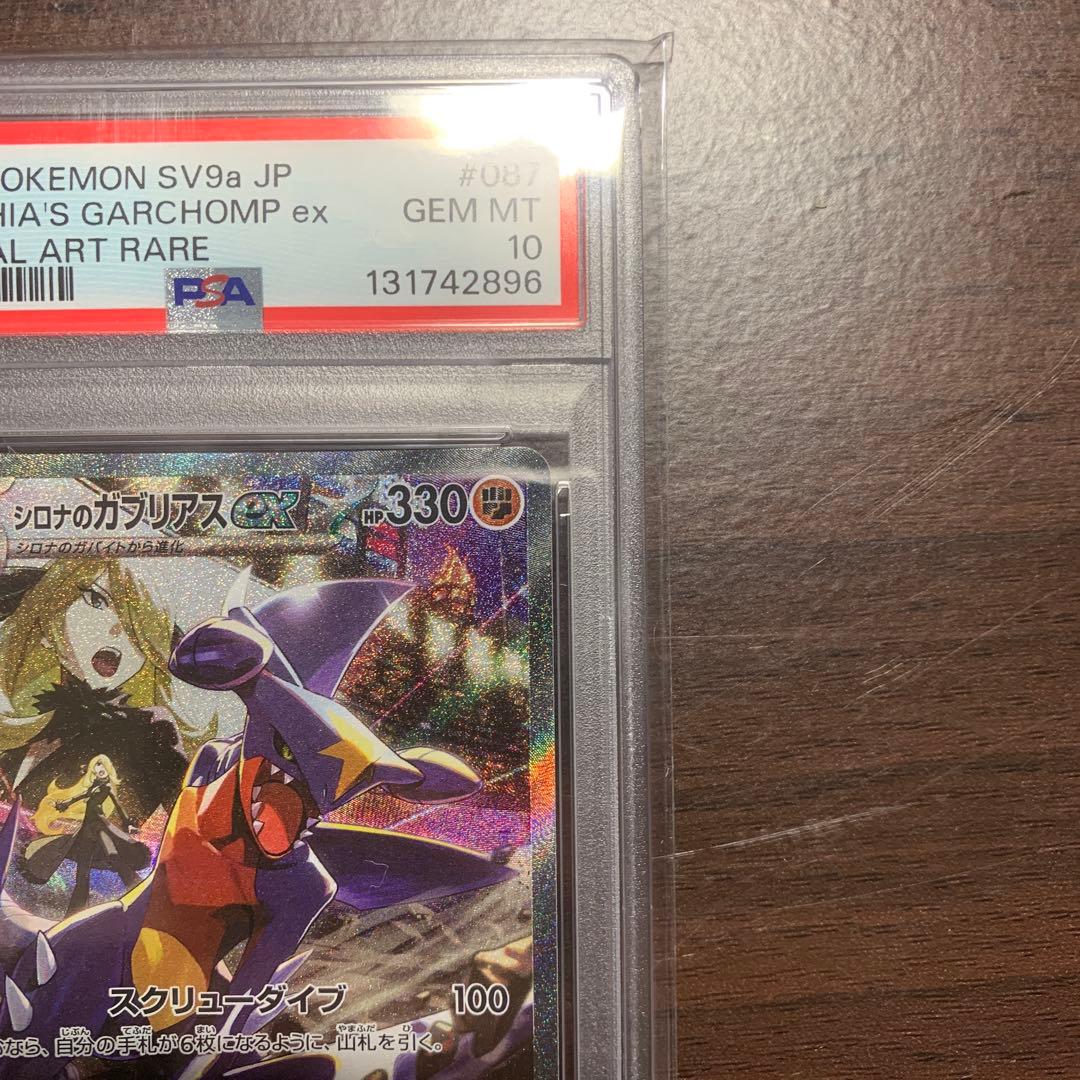 OKEMON SV9a JP #087
HIA'S GARCHOMP ex GEM MT
AL ART RARE 10
PSA 131742896
シロナのガブリアスex HP330
シロナのガバイトから進化
スクリューダイブ 100
なら、自分の手札が6枚になるように、山札を引く。